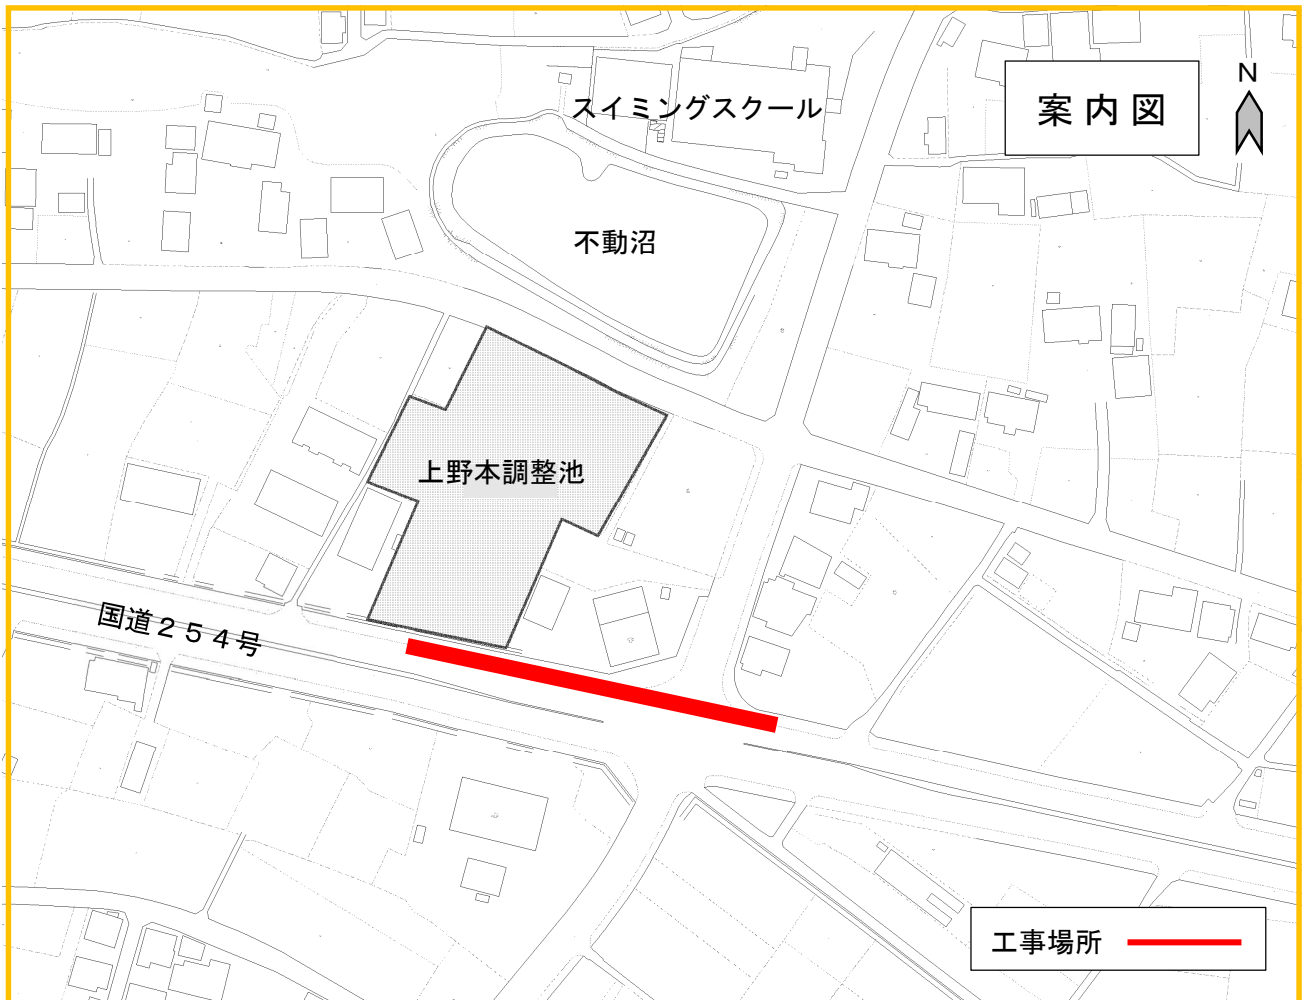 案内図
N
スイミングスクール
不動沼
上野本調整池
国道２５４号
工事場所